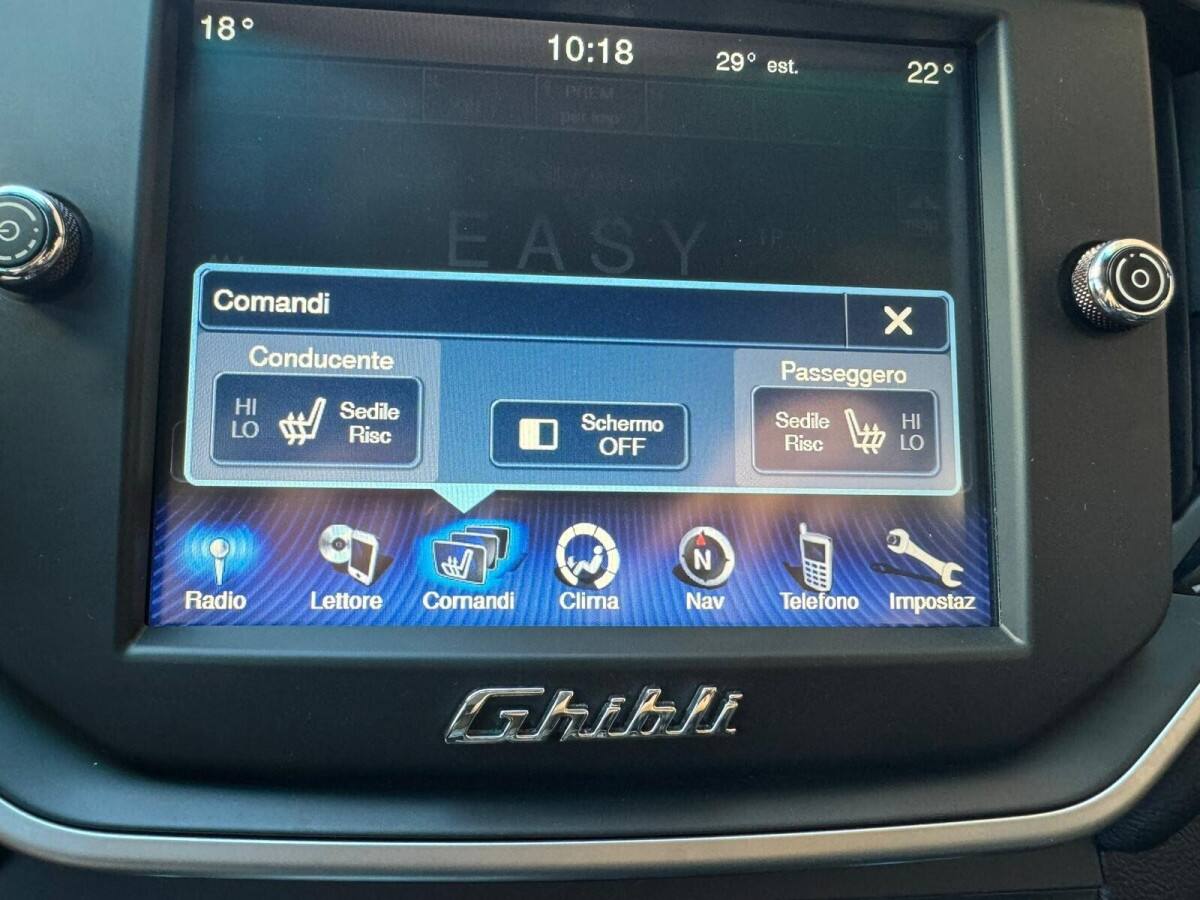 18° 10:18 29° est. 22°
PREM
EASY
Comandi
Conducente
Passeggero
HI
LO
Sedile
Risc
Schermo
OFF
Sedile
Risc
HI
LO
Radio Lettore Comandi Clima N Nav Telefono Impostaz
Ghibli